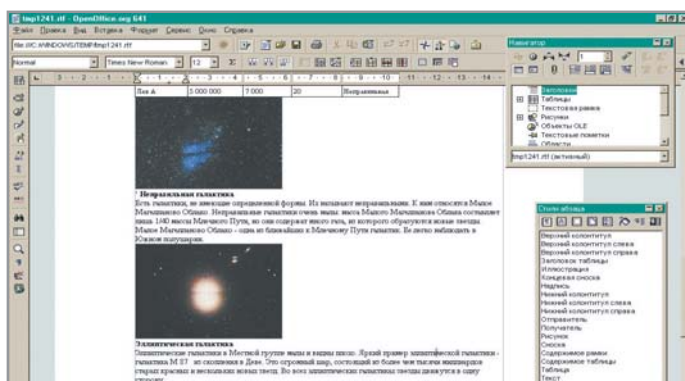 tmp1241.rtf - OpenOffice.org 641
Файл Правка Вид Вставка Формат Сервис Окно Справка
file:///C:/WINDOWS/TEMP/tmp1241.rtf
Normal Times New Roman 12
Лев А 3 000 000 7 000 20 Неправильная
Неправильная галактика
Есть галактики, не имеющие определенной формы. Их называют неправильными. К ним относятся Малое
Магелланово Облако. Неправильные галактики очень малы: масса Малого Магелланова Облака составляет
лишь 1/40 массы Млечного Пути, но они содержат много газа, из которого образуются новые звезды.
Малое Магелланово Облако - одна из ближайших к Млечному Пути галактик. Ее легко наблюдать в
Южном полушарии.
Эллиптическая галактика
Эллиптические галактики в Местной группе малы и видны плохо. Яркий пример эллиптической галактики -
галактика М 87 из скопления в Деве. Это огромный шар, состоящий из более чем тысячи миллиардов
старых красных и нескольких новых звезд. Во всех эллиптических галактиках звезды движутся в одну
сторону.
Навигатор
1
Заголовки
Таблицы
Текстовая рамка
Рисунки
Объекты OLE
Текстовые пометки
Области
tmp1241.rtf (активный)
Стили абзаца
Верхний колонтитул
Верхний колонтитул слева
Верхний колонтитул справа
Заголовок таблицы
Иллюстрация
Концевая сноска
Надпись
Нижний колонтитул
Нижний колонтитул слева
Нижний колонтитул справа
Отправитель
Получатель
Рисунок
Сноска
Содержимое рамки
Содержимое таблицы
Таблица
Текст